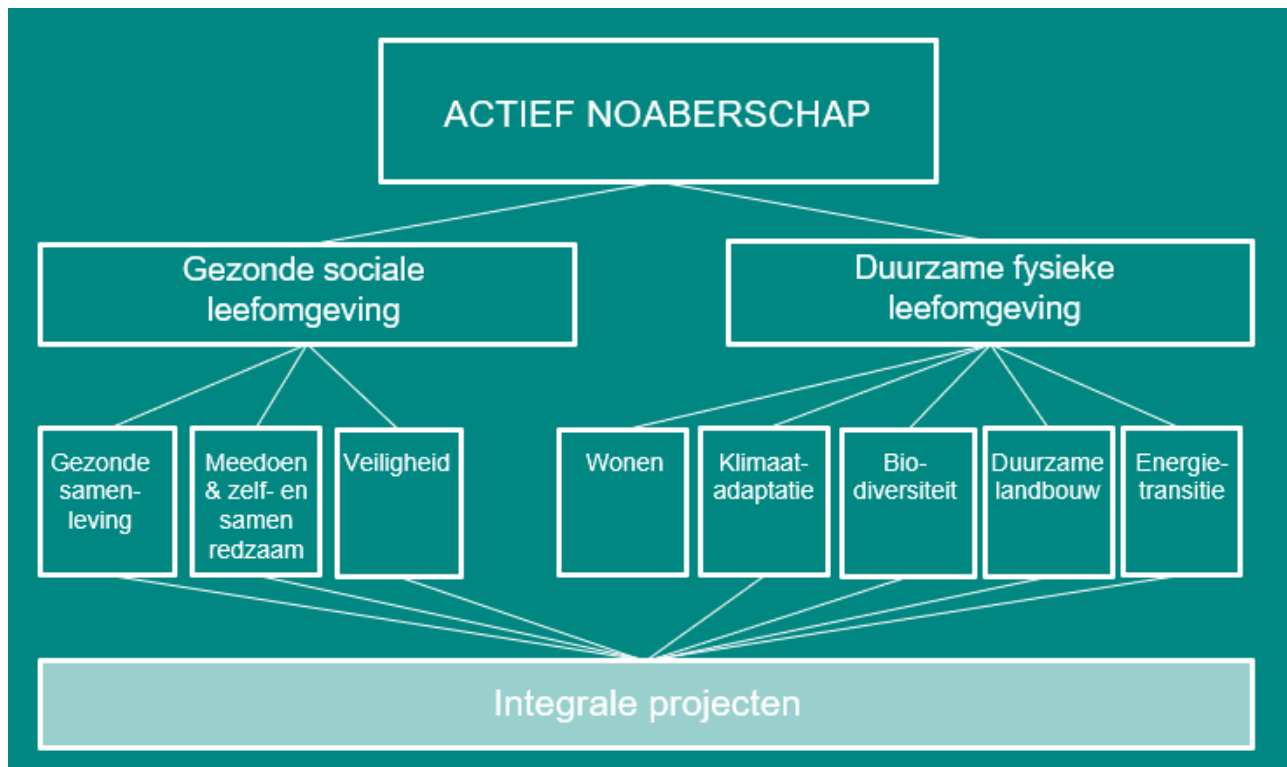 ACTIEF NOABERSCHAP
Gezonde sociale
leefomgeving
Duurzame fysieke
leefomgeving
Gezonde
samen-
leving
Meedoen
& zelf- en
samen
redzaam
Veiligheid
Wonen
Klimaat-
adaptatie
Bio-
diversiteit
Duurzame
landbouw
Energie-
transitie
Integrale projecten